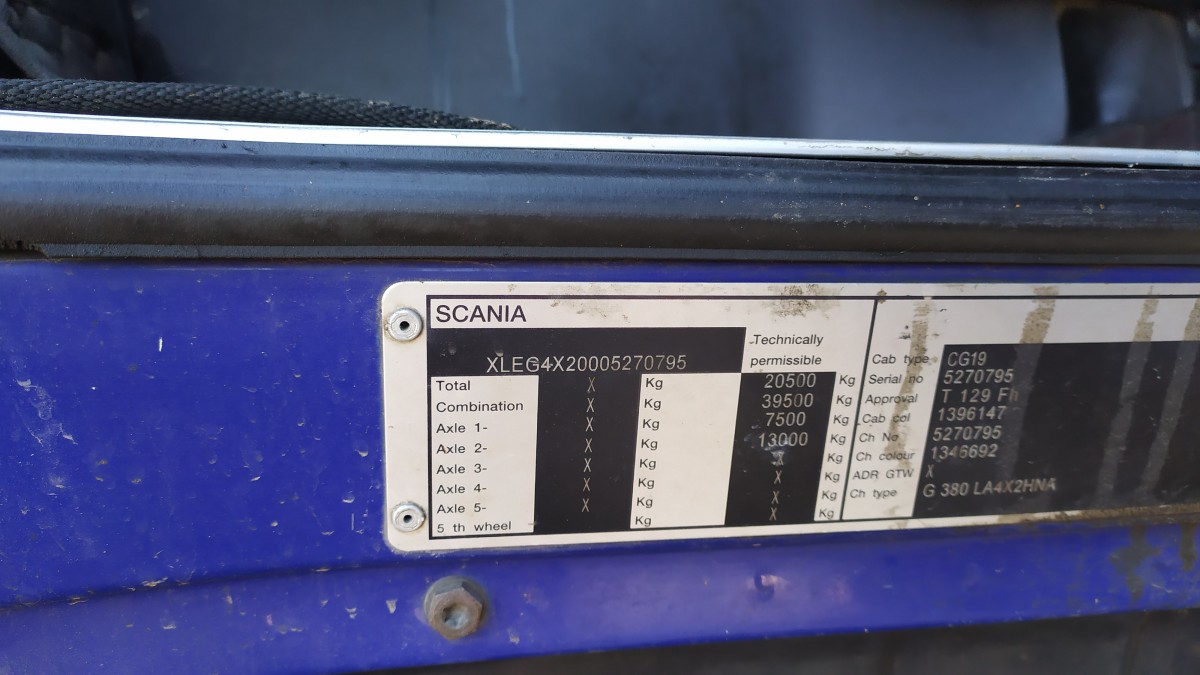 SCANIA
XLEG4X20005270795
Technically
permissible
Total X Kg 20500 Kg
Combination X Kg 39500 Kg
Axle 1- X Kg 7500 Kg
Axle 2- X Kg 13000 Kg
Axle 3- X Kg X Kg
Axle 4- X Kg X Kg
Axle 5- X Kg X Kg
5 th wheel Kg X Kg
Cab type CG19
Serial no 5270795
Approval T 129 Fh
Cab col 1396147
Ch No 5270795
Ch colour 1346692
ADR GTW X
Ch type G 380 LA4X2HNA